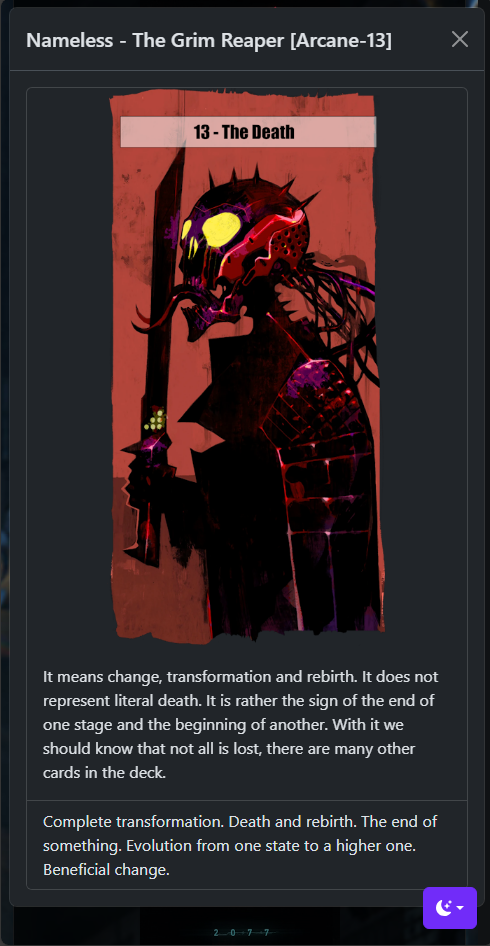 Nameless - The Grim Reaper [Arcane-13]
13 - The Death
It means change, transformation and rebirth. It does not
represent literal death. It is rather the sign of the end of
one stage and the beginning of another. With it we
should know that not all is lost, there are many other
cards in the deck.
Complete transformation. Death and rebirth. The end of
something. Evolution from one state to a higher one.
Beneficial change.
2 - 0 - 7 - 7